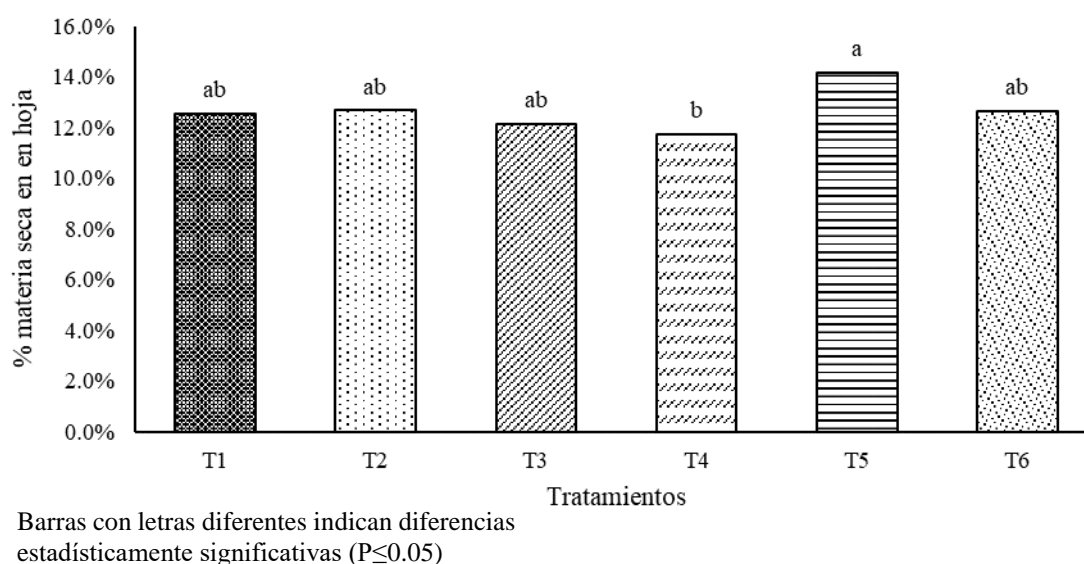 16.0%
14.0%
12.0%
10.0%
8.0%
6.0%
4.0%
2.0%
0.0%
% materia seca en en hoja
ab
ab
ab
b
a
ab
T1
T2
T3
T4
T5
T6
Tratamientos
Barras con letras diferentes indican diferencias
estadísticamente significativas (P≤0.05)